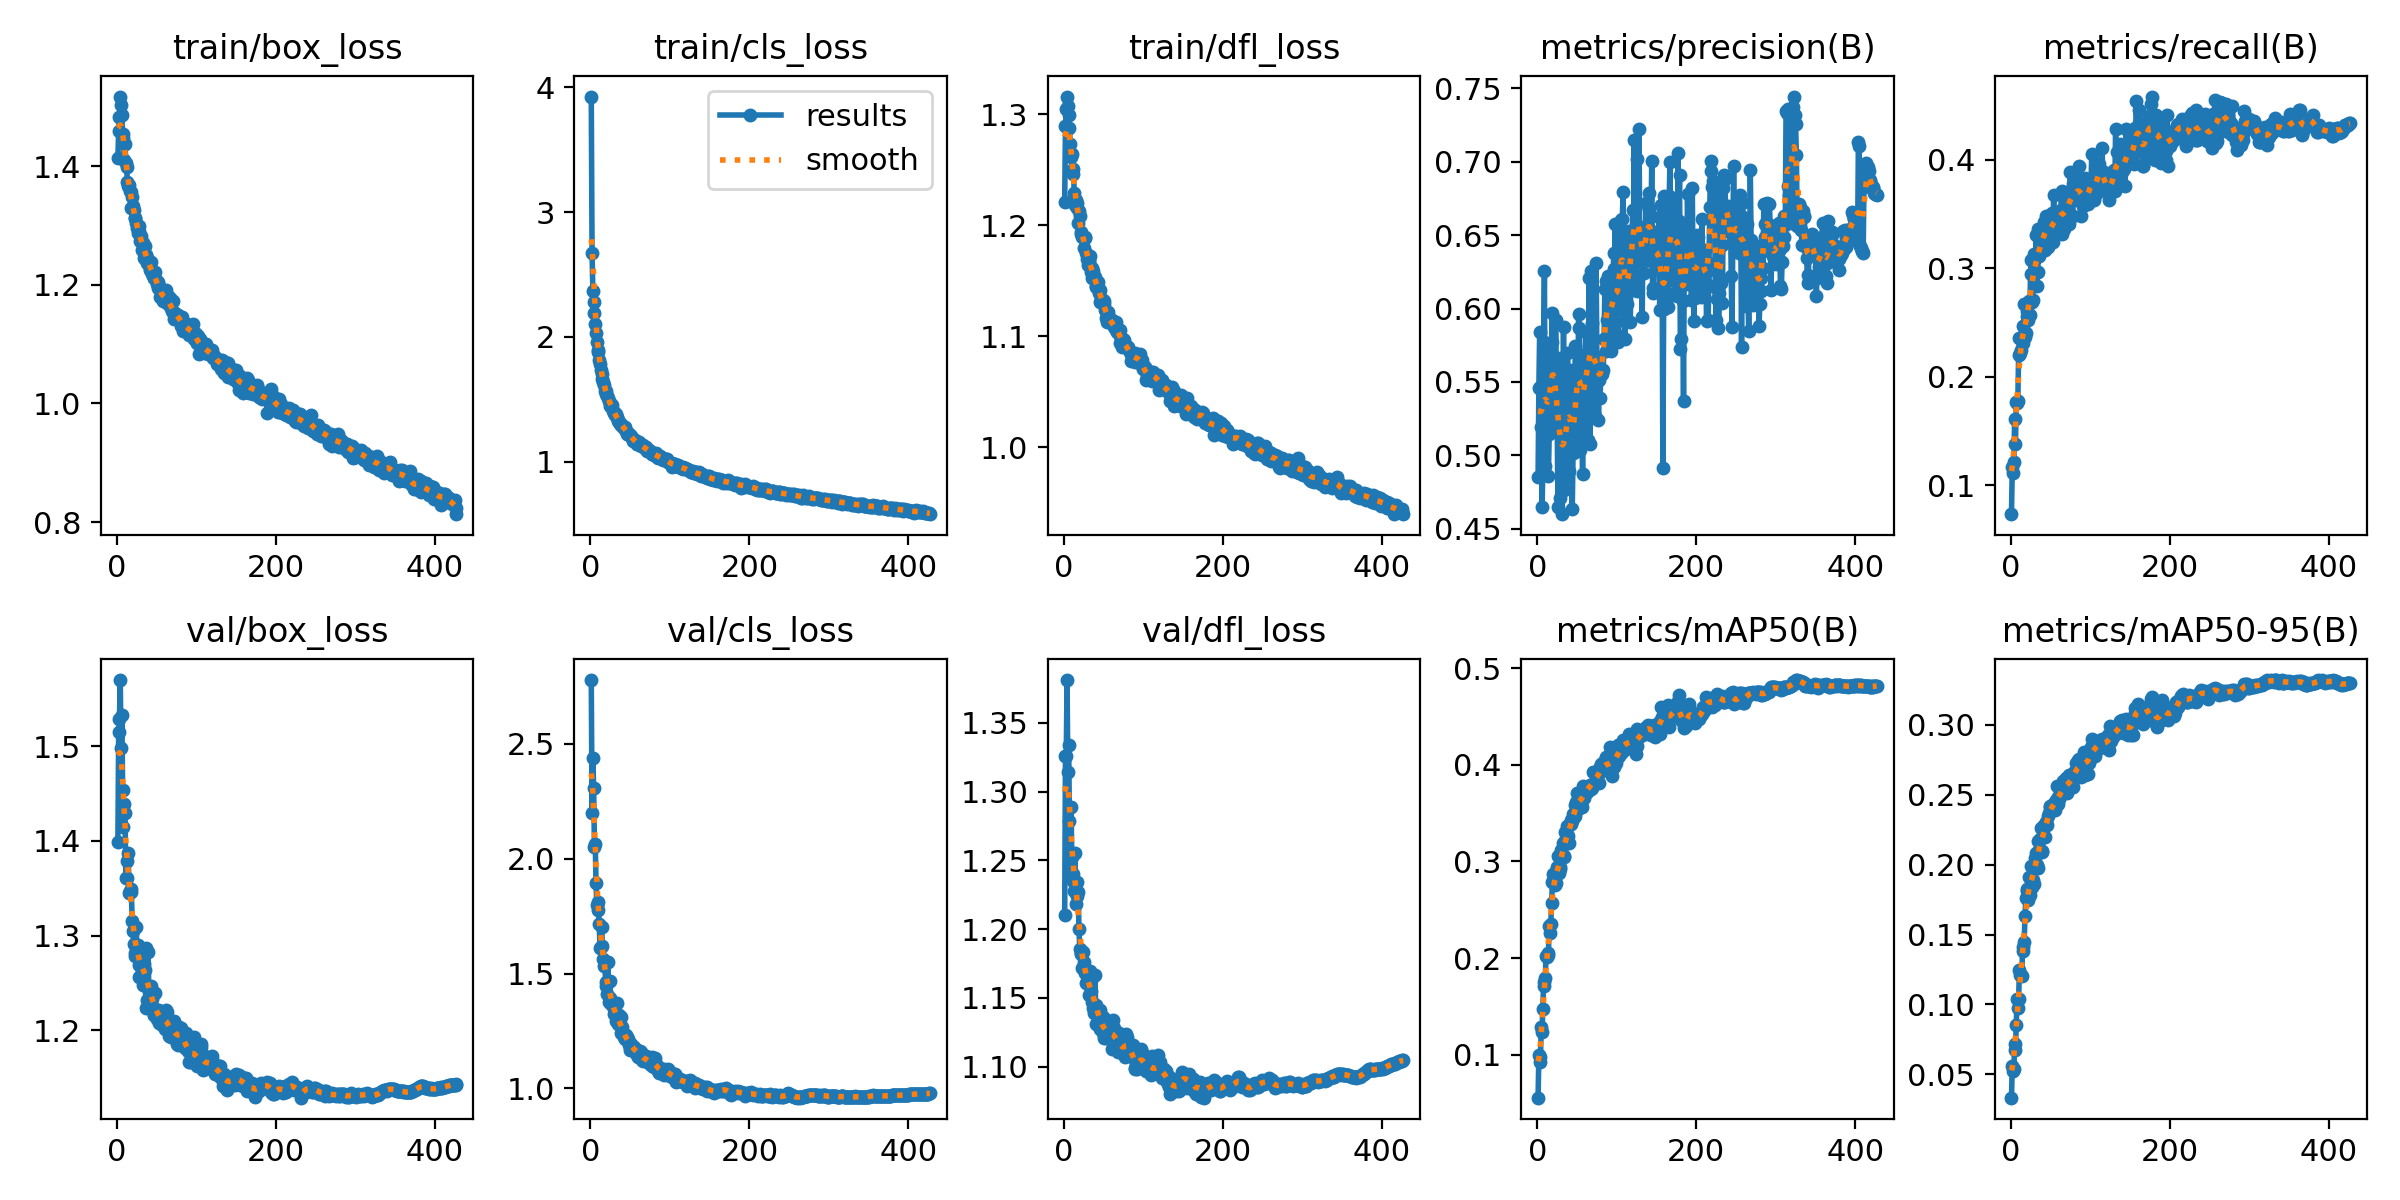 train/box_loss
1.4
1.2
1.0
0.8
0 200 400
train/cls_loss
results
smooth
4
3
2
1
0 200 400
train/dfl_loss
1.3
1.2
1.1
1.0
0 200 400
metrics/precision(B)
0.75
0.70
0.65
0.60
0.55
0.50
0.45
0 200 400
metrics/recall(B)
0.4
0.3
0.2
0.1
0 200 400
val/box_loss
1.5
1.4
1.3
1.2
0 200 400
val/cls_loss
2.5
2.0
1.5
1.0
0 200 400
val/dfl_loss
1.35
1.30
1.25
1.20
1.15
1.10
0 200 400
metrics/mAP50(B)
0.5
0.4
0.3
0.2
0.1
0 200 400
metrics/mAP50-95(B)
0.30
0.25
0.20
0.15
0.10
0.05
0 200 400